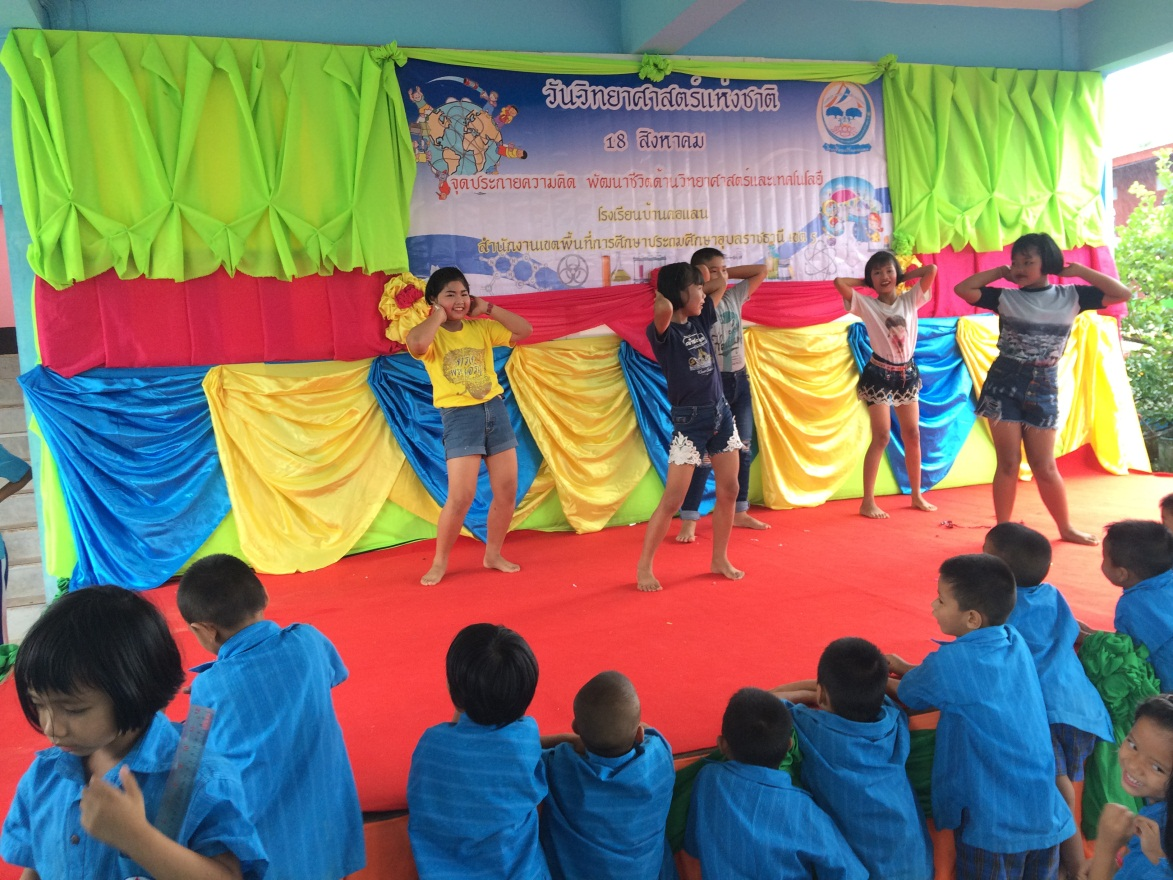 วันวิทยาศาสตร์แห่งชาติ
18 สิงหาคม
จุดประกายความคิด พัฒนาชีวิตด้านวิทยาศาสตร์และเทคโนโลยี
โรงเรียนบ้านคอแลน
สำนักงานเขตพื้นที่การศึกษาประถมศึกษาอุบลราชธานี เขต 5